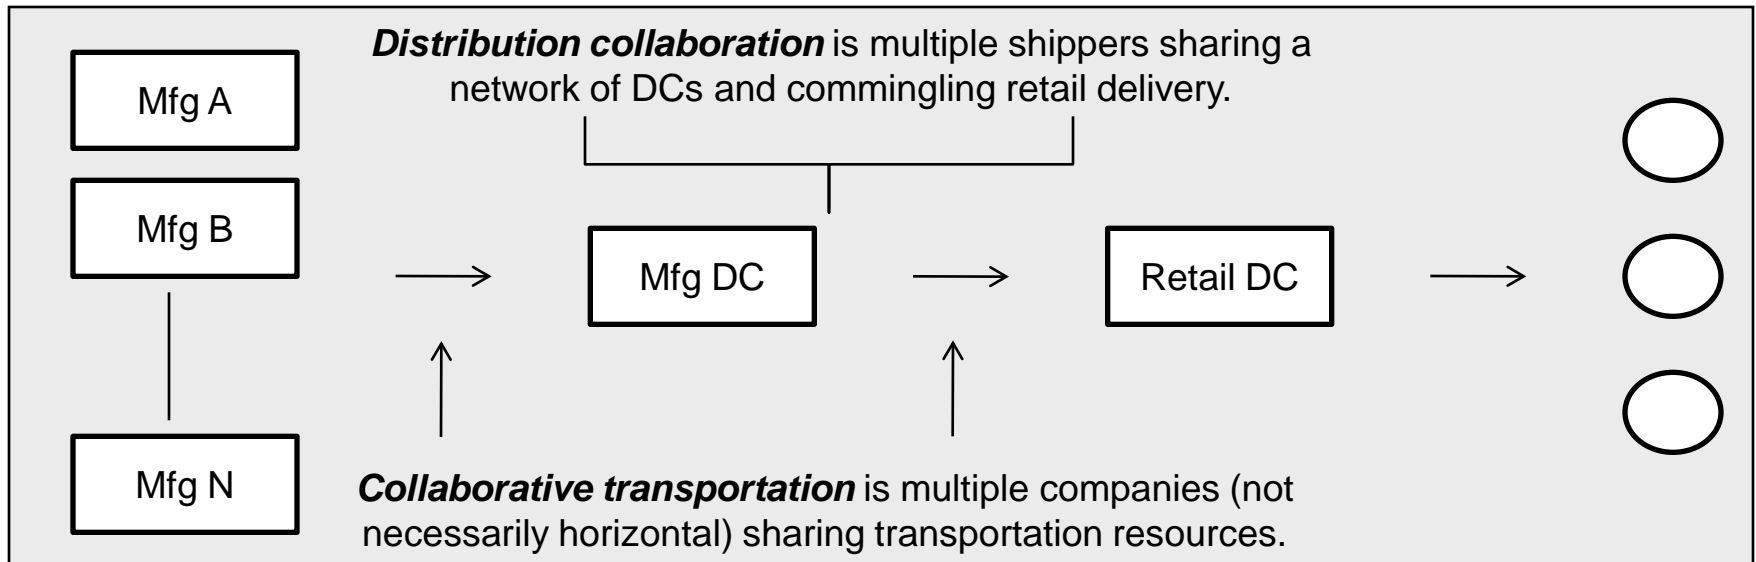 Distribution collaboration is multiple shippers sharing a
network of DCs and commingling retail delivery.
Mfg A
Mfg B
Mfg DC
Retail DC
Mfg N
Collaborative transportation is multiple companies (not
necessarily horizontal) sharing transportation resources.